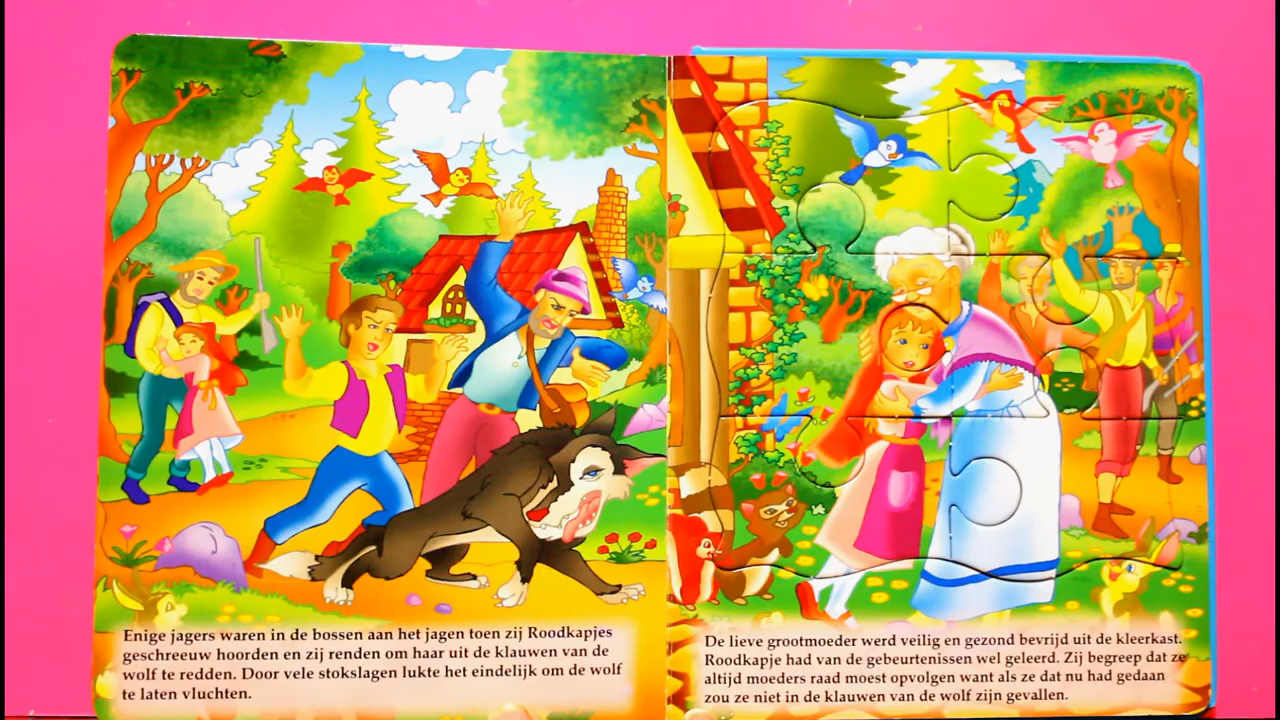 Enige jagers waren in de bossen aan het jagen toen zij Roodkapjes
geschreeuw hoorden en zij renden om haar uit de klauwen van de
wolf te redden. Door vele stokslagen lukte het eindelijk om de wolf
te laten vluchten.
De lieve grootmoeder werd veilig en gezond bevrijd uit de kleerkast.
Roodkapje had van de gebeurtenissen wel geleerd. Zij begreep dat ze
altijd moeders raad moest opvolgen want als ze dat nu had gedaan
zou ze niet in de klauwen van de wolf zijn gevallen.